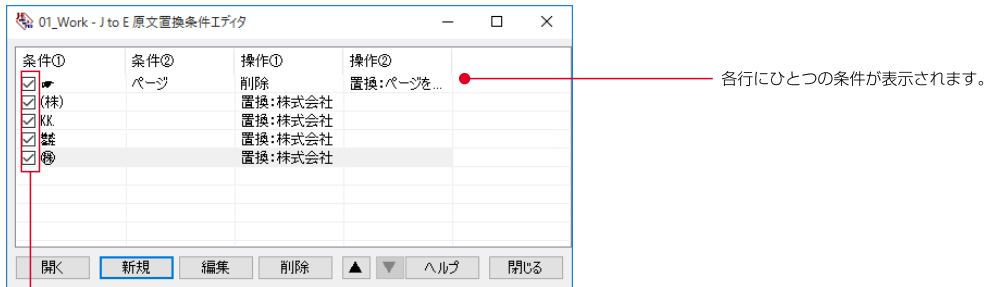 01_Work - J to E 原文置換条件エディタ
条件① 条件② 操作① 操作②
☛ ページ 削除 置換:ページを...
各行にひとつの条件が表示されます。
(株) 置換:株式会社
KK. 置換:株式会社
㍿ 置換:株式会社
㊑ 置換:株式会社
開く 新規 編集 削除 ▲ ▼ ヘルプ 閉じる